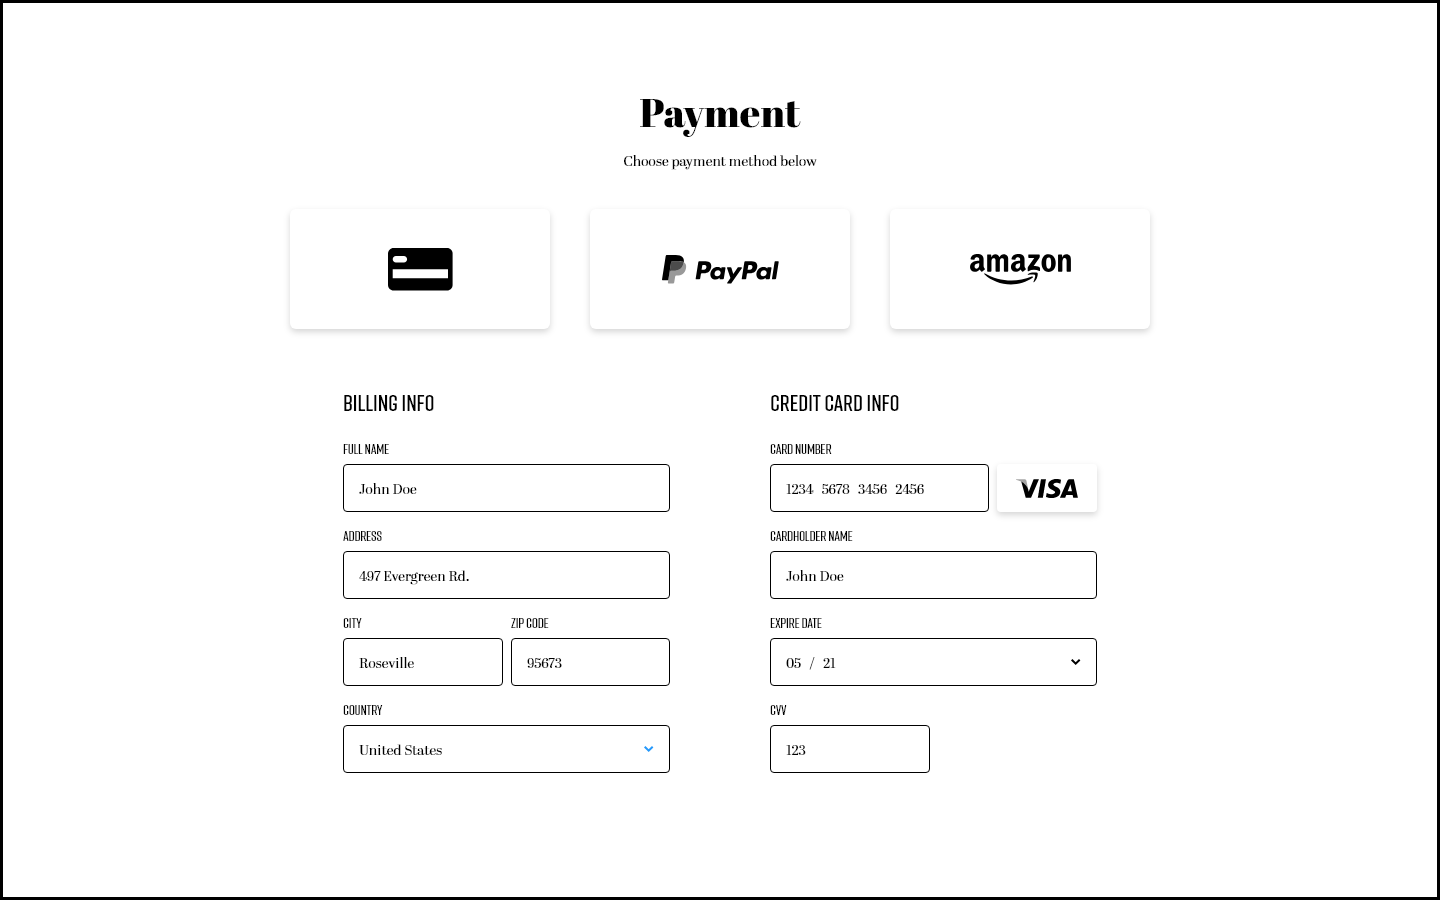 Payment
Choose payment method below
PayPal
amazon
BILLING INFO
FULL NAME
John Doe
ADDRESS
497 Evergreen Rd.
CITY ZIP CODE
Roseville 95673
COUNTRY
United States
CREDIT CARD INFO
CARD NUMBER
1234 5678 3456 2456 VISA
CARDHOLDER NAME
John Doe
EXPIRE DATE
05 / 21
CVV
123